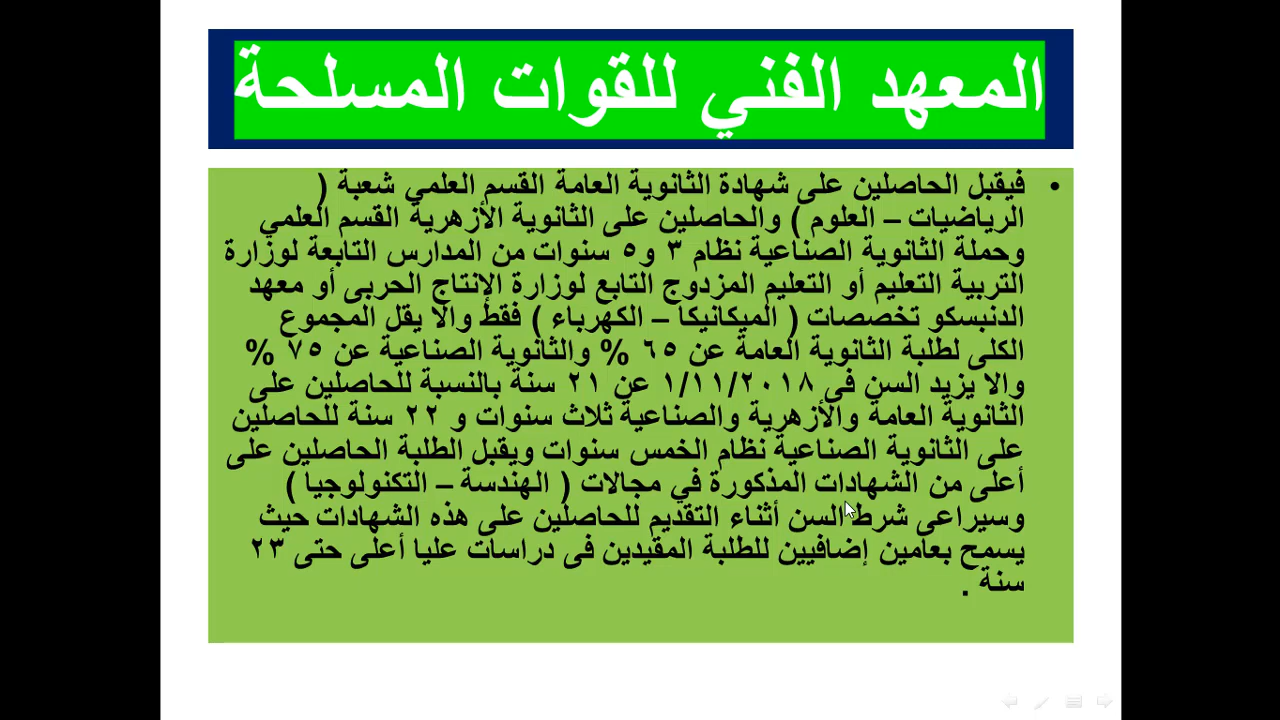 المعهد الفني للقوات المسلحة
• فيقبل الحاصلين على شهادة الثانوية العامة القسم العلمي شعبة (
الرياضيات – العلوم ) والحاصلين على الثانوية الأزهرية القسم العلمي
وحملة الثانوية الصناعية نظام ٣ و٥ سنوات من المدارس التابعة لوزارة
التربية التعليم أو التعليم المزدوج التابع لوزارة الإنتاج الحربى أو معهد
الدنبسكو تخصصات ( الميكانيكا – الكهرباء ) فقط والا يقل المجموع
الكلى لطلبة الثانوية العامة عن ٦٥ % والثانوية الصناعية عن ٧٥ %
والا يزيد السن فى ١/١١/٢٠١٨ عن ٢١ سنة بالنسبة للحاصلين على
الثانوية العامة والأزهرية والصناعية ثلاث سنوات و ٢٢ سنة للحاصلين
على الثانوية الصناعية نظام الخمس سنوات ويقبل الطلبة الحاصلين على
أعلى من الشهادات المذكورة في مجالات ( الهندسة – التكنولوجيا )
وسيراعى شرط السن أثناء التقديم للحاصلين على هذه الشهادات حيث
يسمح بعامين إضافيين للطلبة المقيدين فى دراسات عليا أعلى حتى ٢٣
سنة .